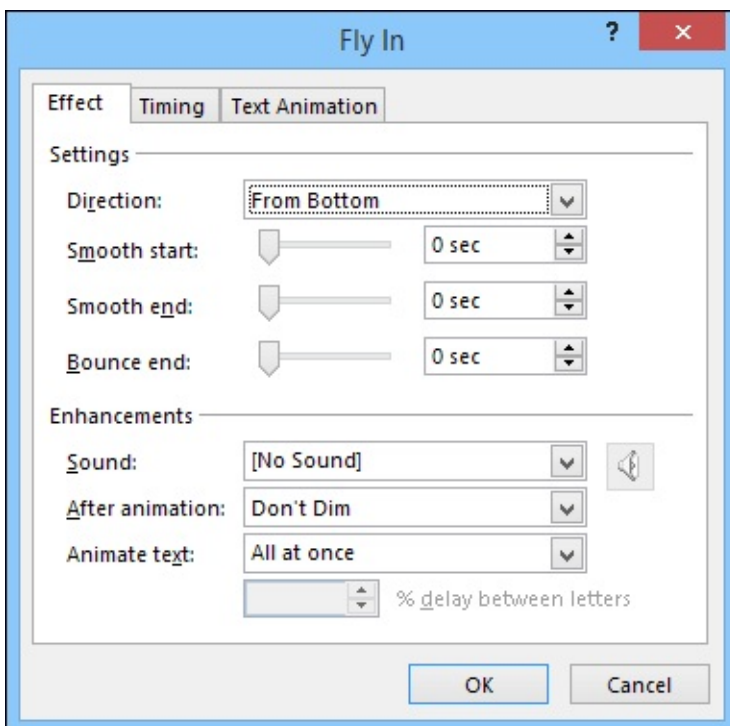 Fly In ?
Effect Timing Text Animation
Settings
Direction: From Bottom
Smooth start: 0 sec
Smooth end: 0 sec
Bounce end: 0 sec
Enhancements
Sound: [No Sound]
After animation: Don't Dim
Animate text: All at once
% delay between letters
OK Cancel